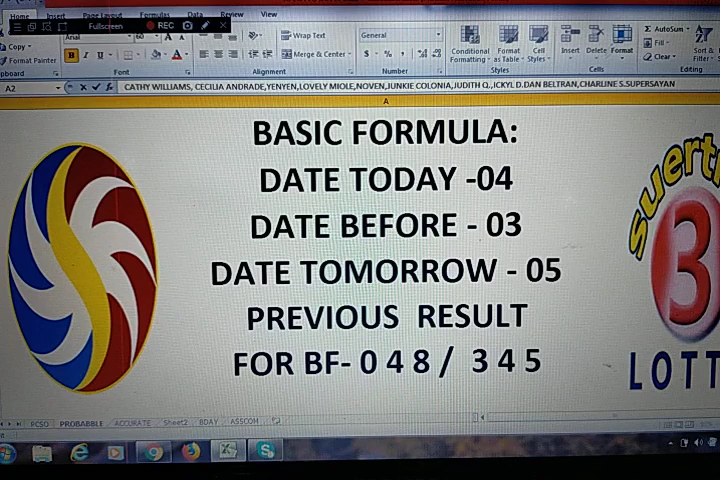 Home Insert Page Layout Formulas Data Review View
Fullscreen REC
Copy
Format Painter
Arial
60
B I U
Wrap Text
Merge & Center
General
$ % ,
Conditional Formatting
Format as Table
Cell Styles
Insert Delete Format
Σ AutoSum
Fill
Clear
Sort & Filter
Font Alignment Number Styles Cells Editing
A2
CATHY WILLIAMS, CECILIA ANDRADE,YENYEN,LOVELY MIOLE,NOVEN,JUNKIE COLONIA,JUDITH Q.,ICKYL D.DAN BELTRAN,CHARLINE S.SUPERSAYAN
A
BASIC FORMULA:
DATE TODAY -04
DATE BEFORE - 03
DATE TOMORROW - 05
PREVIOUS RESULT
FOR BF- 0 4 8 / 3 4 5
3
LOTT
PCSO PROBABBLE ACCURATE Sheet2 BDAY ASSCOM